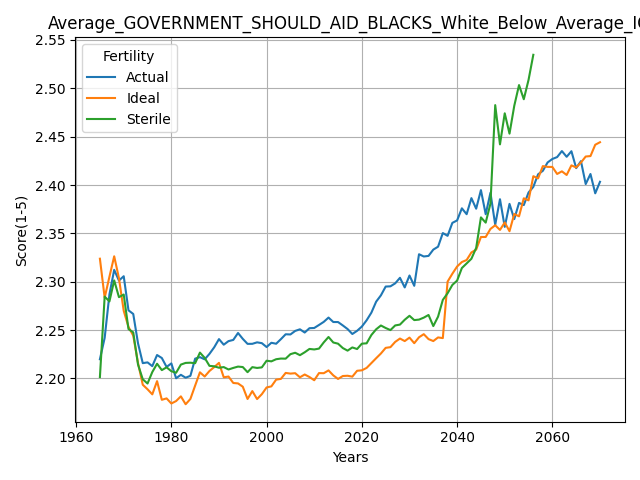 Average_GOVERNMENT_SHOULD_AID_BLACKS_White_Below_Average_I
Fertility
Actual
Ideal
Sterile
Score(1-5)
2.55
2.50
2.45
2.40
2.35
2.30
2.25
2.20
1960
1980
2000
2020
2040
2060
Years